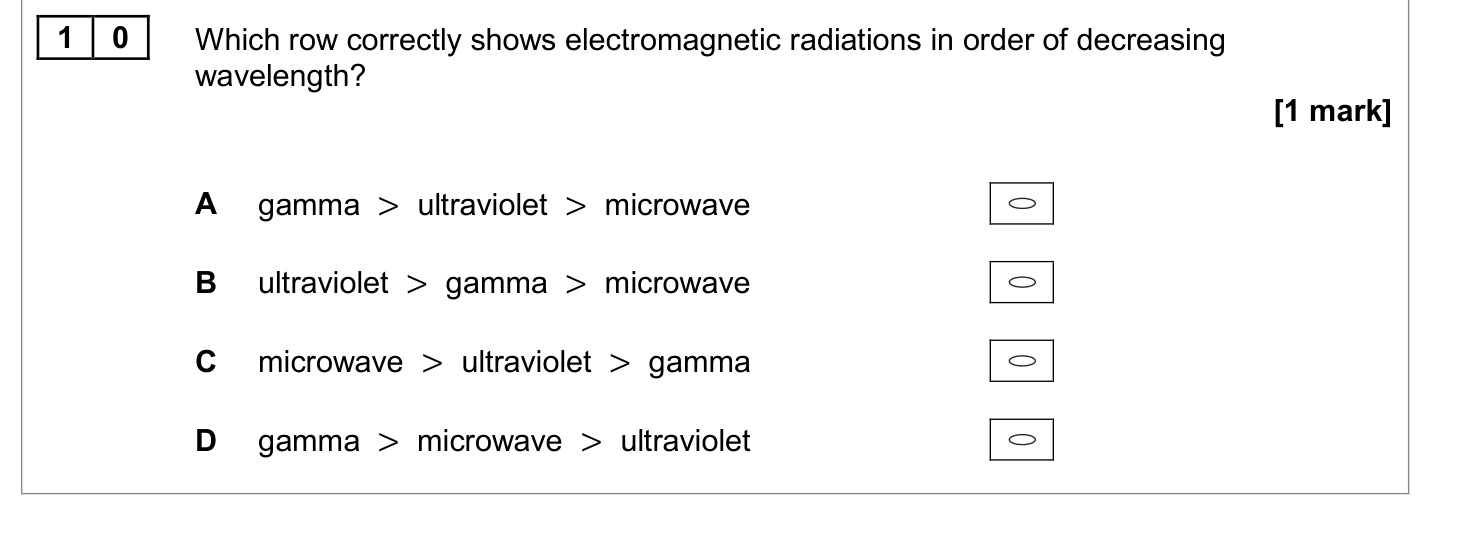 1 0 Which row correctly shows electromagnetic radiations in order of decreasing
wavelength?
[1 mark]
A gamma > ultraviolet > microwave
B ultraviolet > gamma > microwave
C microwave > ultraviolet > gamma
D gamma > microwave > ultraviolet